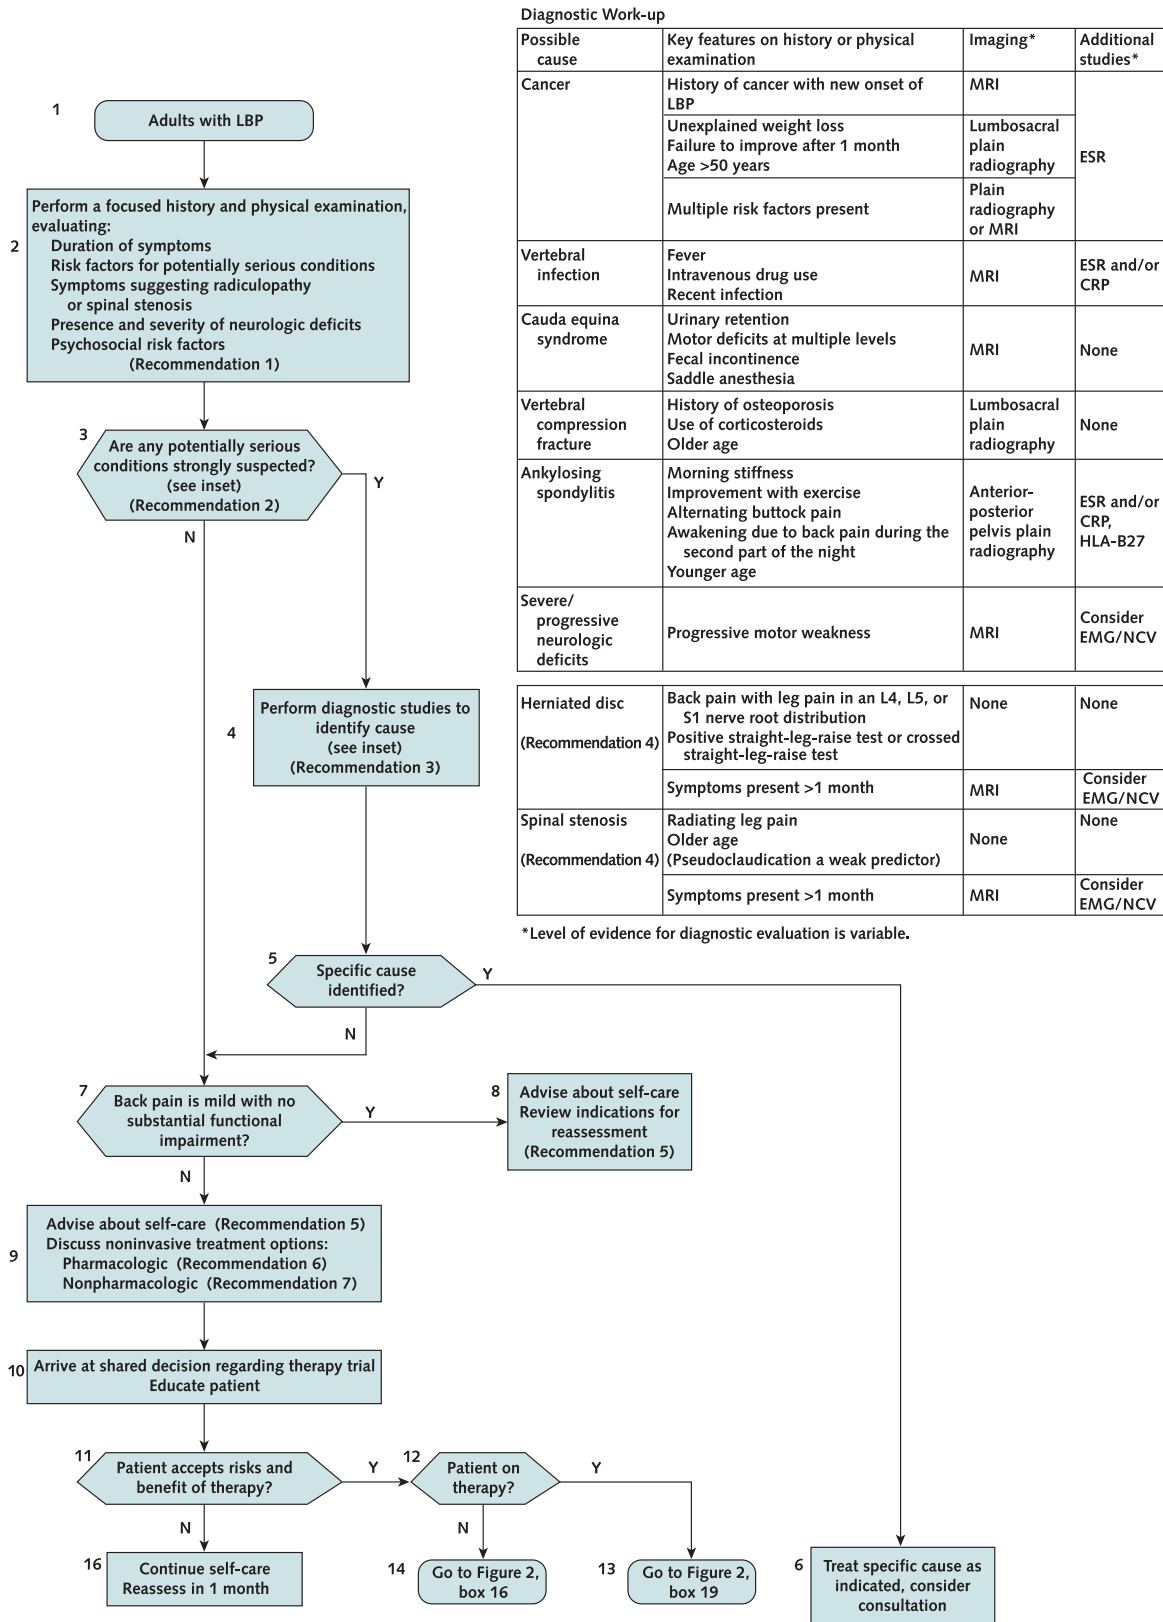 Diagnostic Work-up
Possible cause
Key features on history or physical examination
Imaging*
Additional studies*
Cancer
History of cancer with new onset of LBP
MRI
Unexplained weight loss
Failure to improve after 1 month
Age >50 years
Lumbosacral plain radiography
Multiple risk factors present
Plain radiography or MRI
ESR
Vertebral infection
Fever
Intravenous drug use
Recent infection
MRI
ESR and/or CRP
Cauda equina syndrome
Urinary retention
Motor deficits at multiple levels
Fecal incontinence
Saddle anesthesia
MRI
None
Vertebral compression fracture
History of osteoporosis
Use of corticosteroids
Older age
Lumbosacral plain radiography
None
Ankylosing spondylitis
Morning stiffness
Improvement with exercise
Alternating buttock pain
Awakening due to back pain during the second part of the night
Younger age
Anterior-posterior pelvis plain radiography
ESR and/or CRP, HLA-B27
Severe/progressive neurologic deficits
Progressive motor weakness
MRI
Consider EMG/NCV
Herniated disc
(Recommendation 4)
Back pain with leg pain in an L4, L5, or S1 nerve root distribution
Positive straight-leg-raise test or crossed straight-leg-raise test
None
None
Symptoms present >1 month
MRI
Consider EMG/NCV
Spinal stenosis
(Recommendation 4)
Radiating leg pain
Older age
(Pseudoclaudication a weak predictor)
None
None
Symptoms present >1 month
MRI
Consider EMG/NCV
*Level of evidence for diagnostic evaluation is variable.
1
Adults with LBP
2
Perform a focused history and physical examination,
evaluating:
Duration of symptoms
Risk factors for potentially serious conditions
Symptoms suggesting radiculopathy
or spinal stenosis
Presence and severity of neurologic deficits
Psychosocial risk factors
(Recommendation 1)
3
Are any potentially serious
conditions strongly suspected?
(see inset)
(Recommendation 2)
Y
N
4
Perform diagnostic studies to
identify cause
(see inset)
(Recommendation 3)
5
Specific cause
identified?
Y
N
7
Back pain is mild with no
substantial functional
impairment?
Y
N
8
Advise about self-care
Review indications for
reassessment
(Recommendation 5)
9
Advise about self-care (Recommendation 5)
Discuss noninvasive treatment options:
Pharmacologic (Recommendation 6)
Nonpharmacologic (Recommendation 7)
10
Arrive at shared decision regarding therapy trial
Educate patient
11
Patient accepts risks and
benefit of therapy?
Y
N
12
Patient on
therapy?
Y
N
16
Continue self-care
Reassess in 1 month
14
Go to Figure 2,
box 16
13
Go to Figure 2,
box 19
6
Treat specific cause as
indicated, consider
consultation